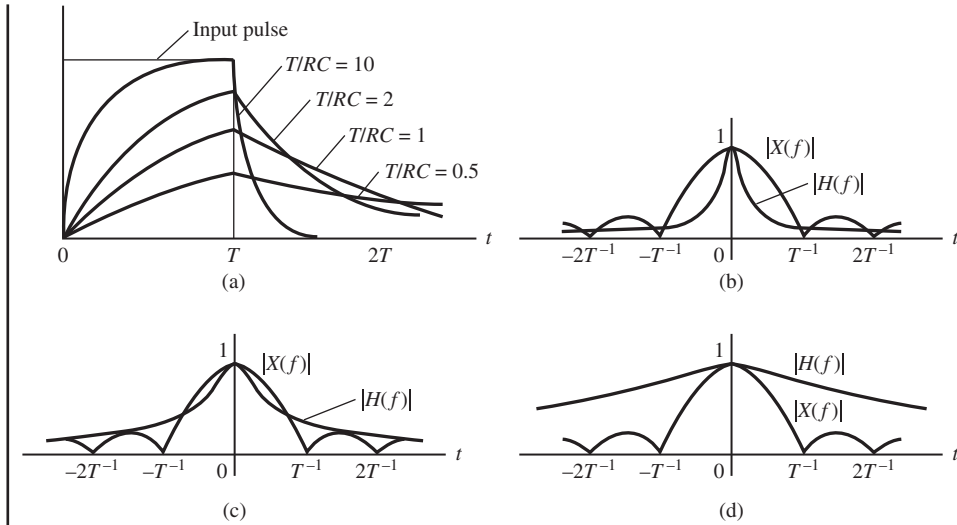 Input pulse
T/RC = 10
T/RC = 2
T/RC = 1
T/RC = 0.5
0
T
2T
t
(a)
1
|X(f)|
|H(f)|
–2T⁻¹
–T⁻¹
0
T⁻¹
2T⁻¹
t
(b)
1
|X(f)|
|H(f)|
–2T⁻¹
–T⁻¹
0
T⁻¹
2T⁻¹
t
(c)
1
|H(f)|
|X(f)|
–2T⁻¹
–T⁻¹
0
T⁻¹
2T⁻¹
t
(d)